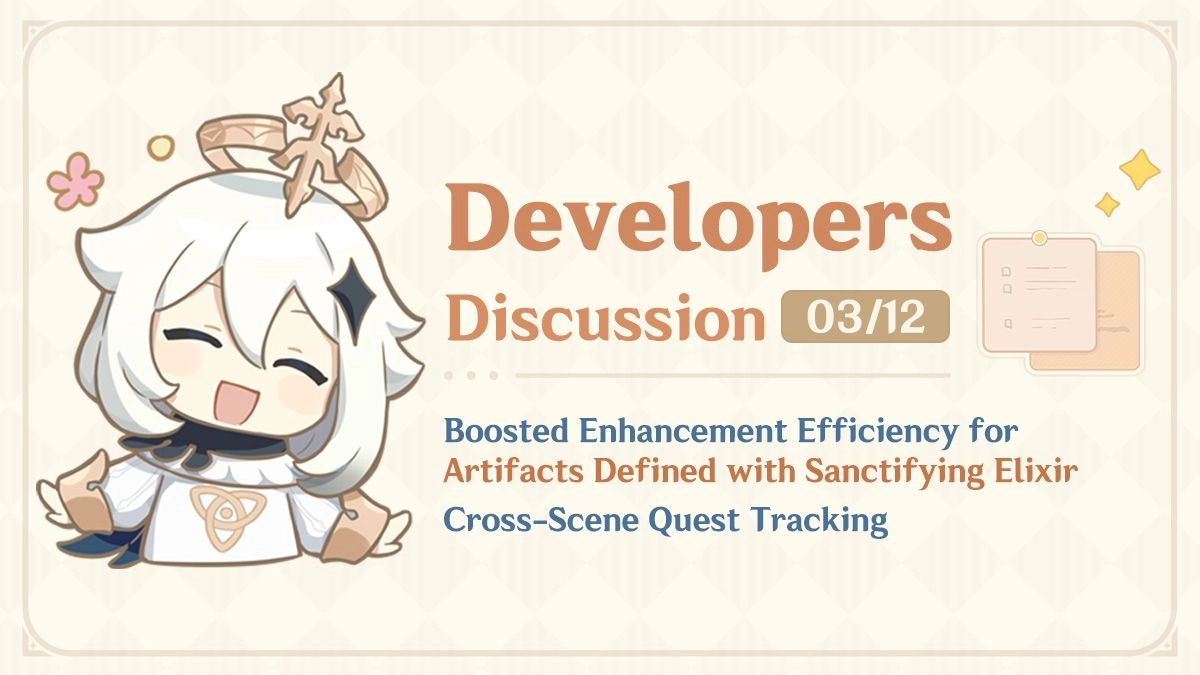 Developers
Discussion 03/12
Boosted Enhancement Efficiency for
Artifacts Defined with Sanctifying Elixir
Cross-Scene Quest Tracking